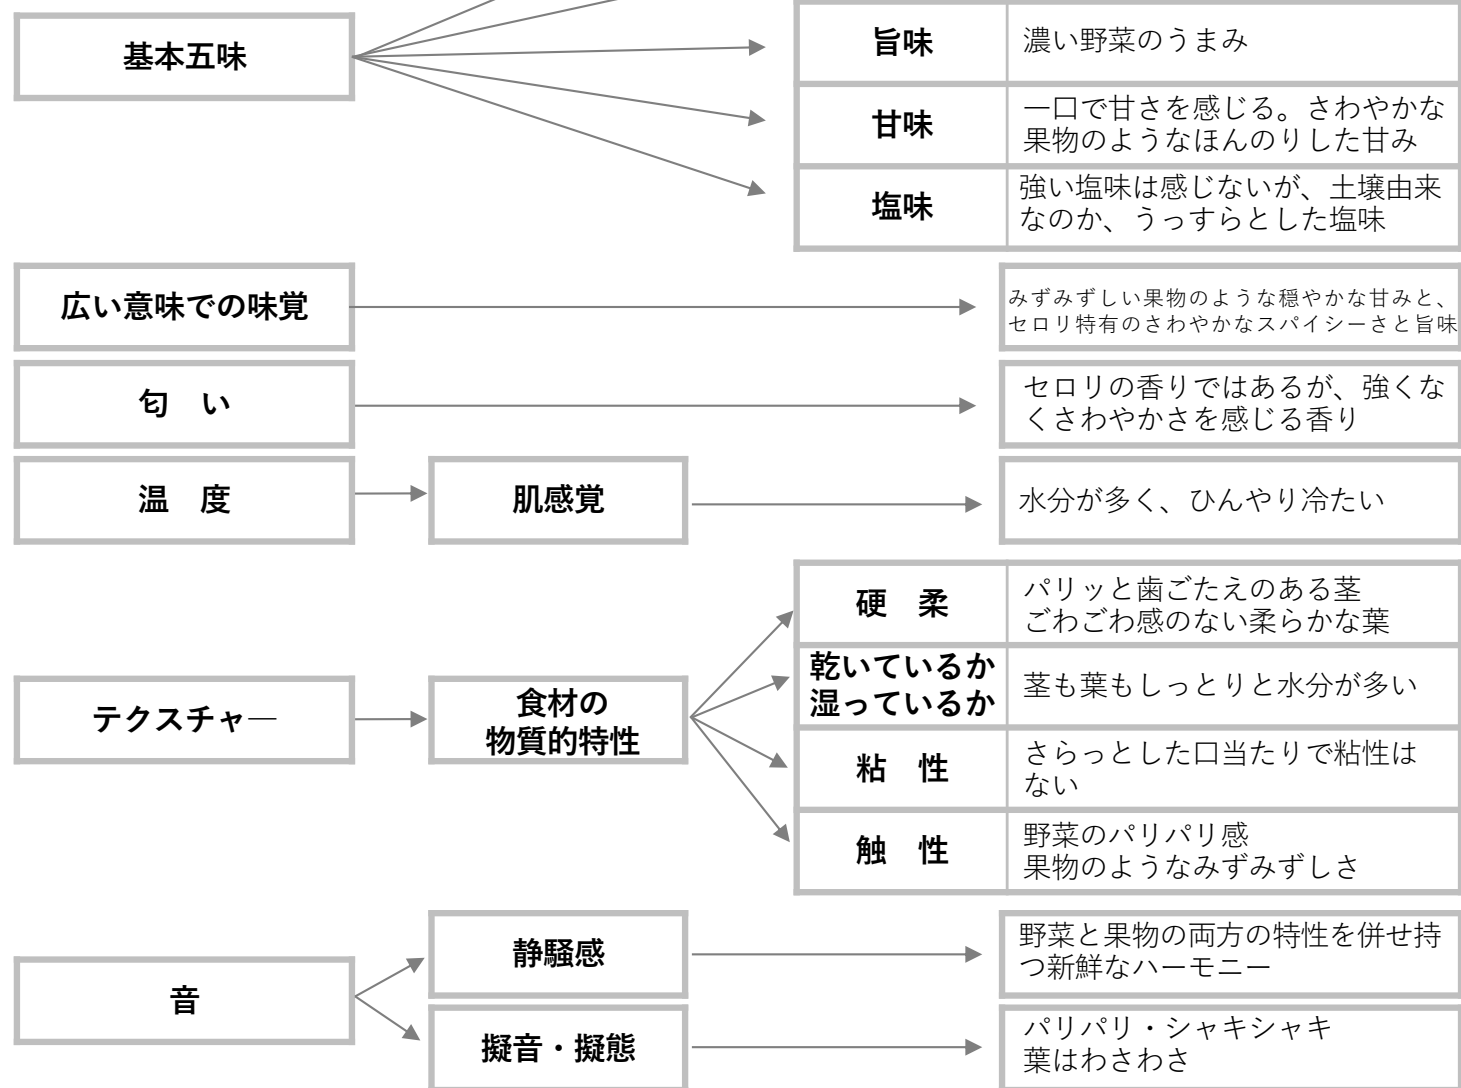 基本五味
旨味
濃い野菜のうまみ
甘味
一口で甘さを感じる。さわやかな
果物のようなほんのりした甘み
塩味
強い塩味は感じないが、土壌由来
なのか、うっすらとした塩味
広い意味での味覚
みずみずしい果物のような穏やかな甘みと、
セロリ特有のさわやかなスパイシーさと旨味
匂　い
セロリの香りではあるが、強くな
くさわやかさを感じる香り
温　度
肌感覚
水分が多く、ひんやり冷たい
テクスチャ―
食材の
物質的特性
硬　柔
パリッと歯ごたえのある茎
ごわごわ感のない柔らかな葉
乾いているか
湿っているか
茎も葉もしっとりと水分が多い
粘　性
さらっとした口当たりで粘性は
ない
触　性
野菜のパリパリ感
果物のようなみずみずしさ
音
静騒感
野菜と果物の両方の特性を併せ持
つ新鮮なハーモニー
擬音・擬態
パリパリ・シャキシャキ
葉はわさわさ